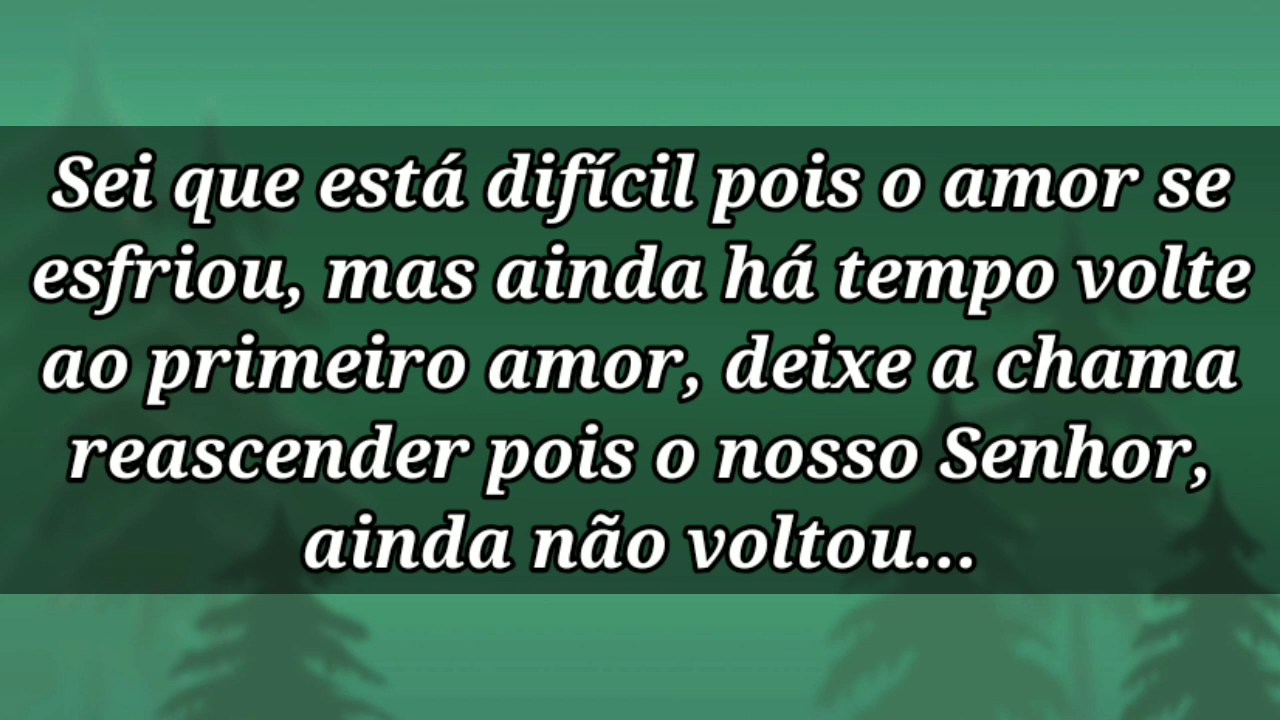 Sei que está difícil pois o amor se
esfriou, mas ainda há tempo volte
ao primeiro amor, deixe a chama
reascender pois o nosso Senhor,
ainda não voltou...